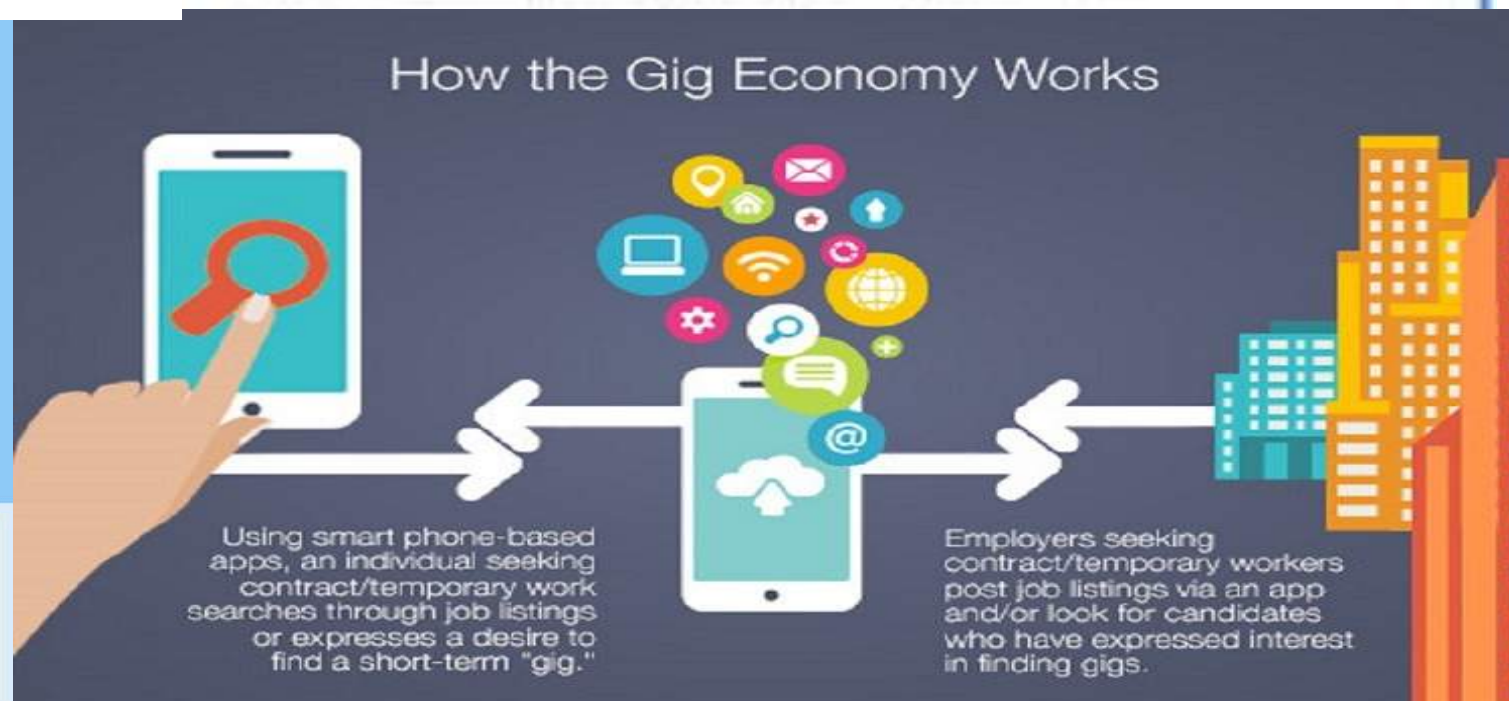 How the Gig Economy Works
@
Using smart phone-based
apps, an individual seeking
contract/temporary work
searches through job listings
or expresses a desire to
find a short-term "gig."
Employers seeking
contract/temporary workers
post job listings via an app
and/or look for candidates
who have expressed interest
in finding gigs.